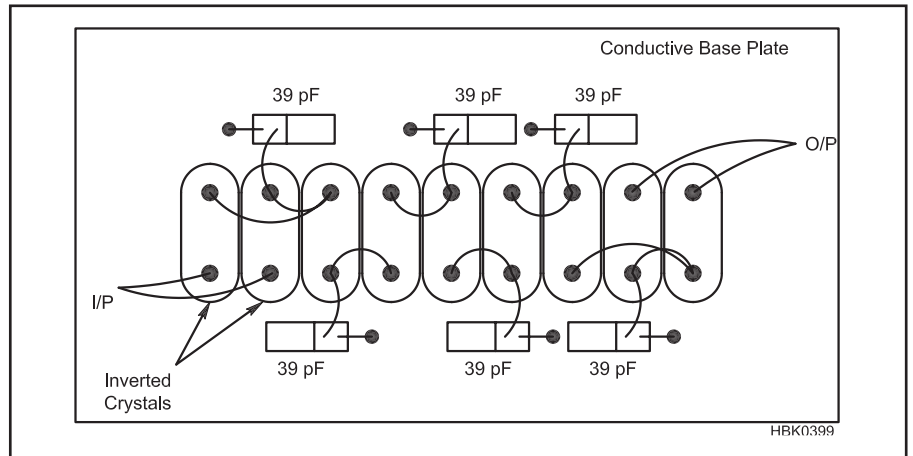 Conductive Base Plate
39 pF
39 pF
39 pF
O/P
I/P
39 pF
39 pF
39 pF
Inverted
Crystals
HBK0399